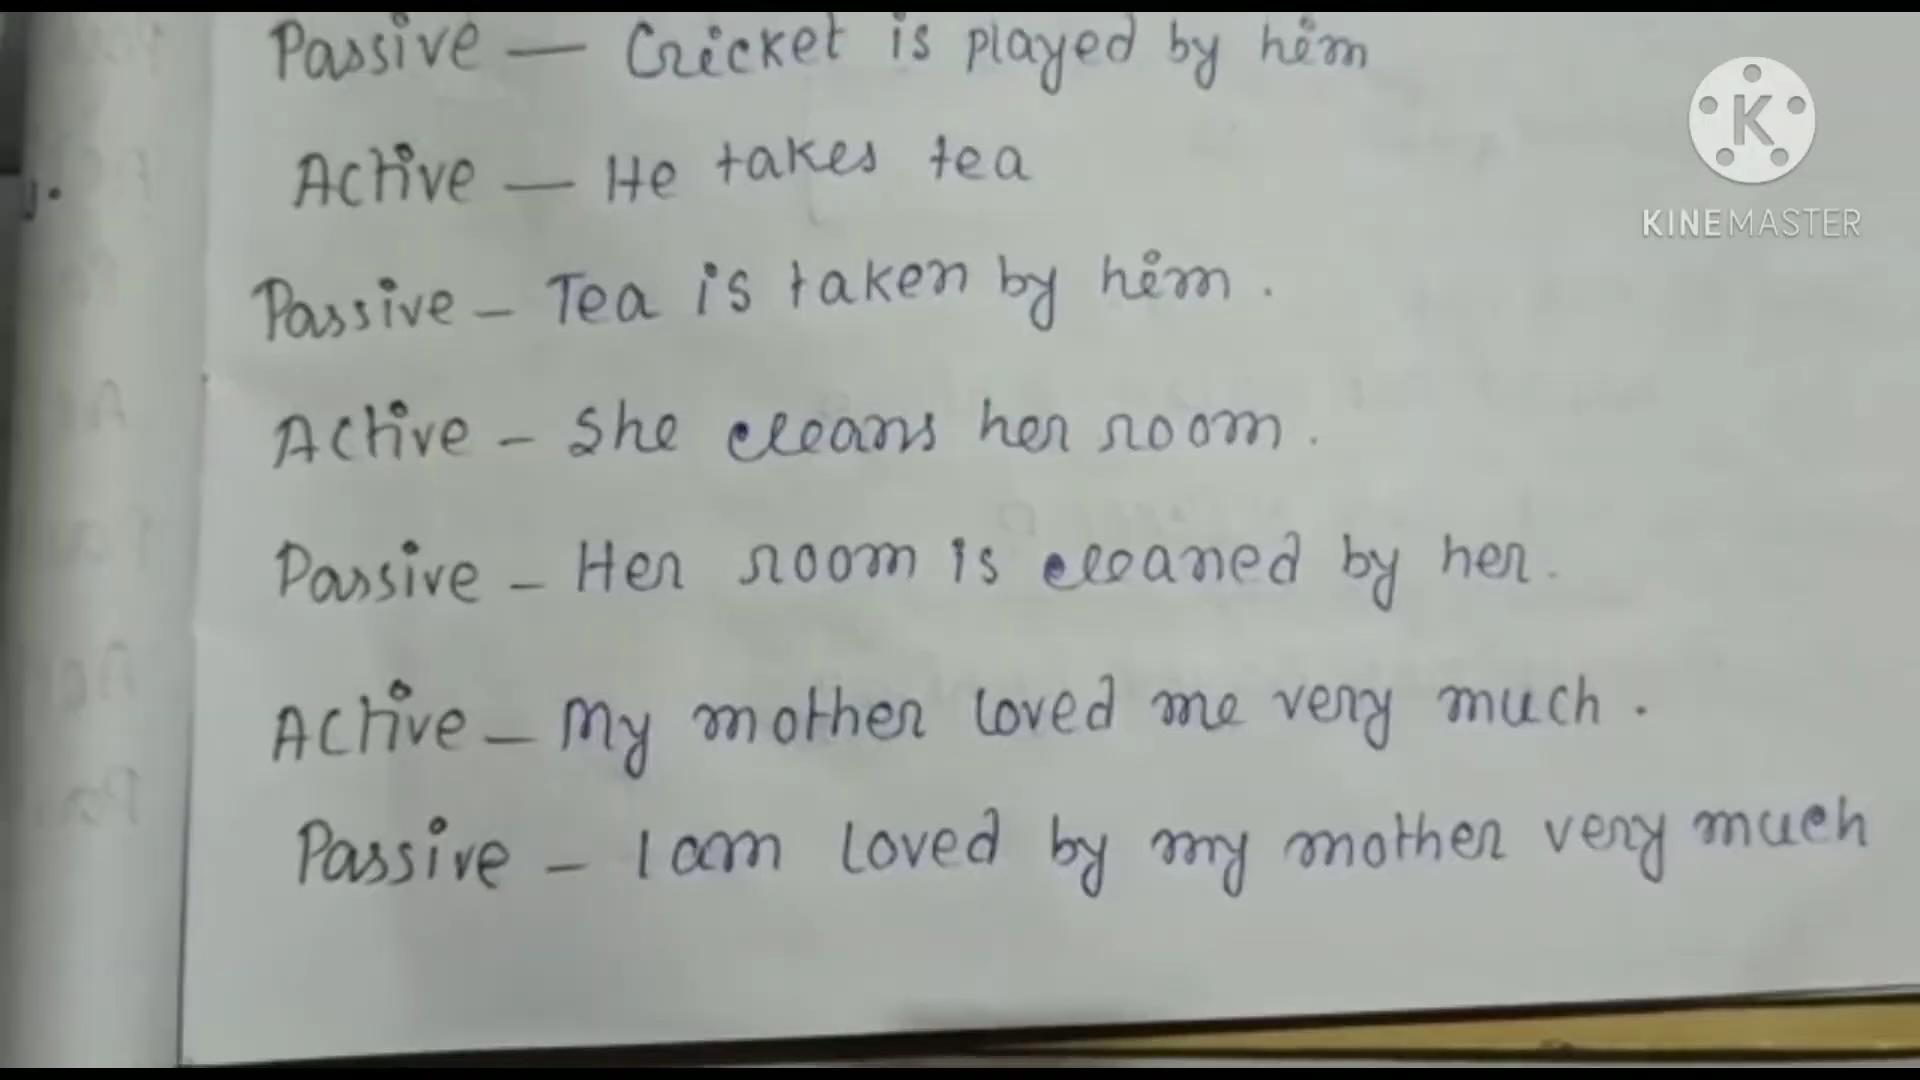 Passive — Cricket is played by him
Active — He takes tea
Passive – Tea is taken by him.
Active – She cleans her room.
Passive – Her room is cleaned by her.
Active – My mother loved me very much.
Passive – I am loved by my mother very much
K
KINEMASTER